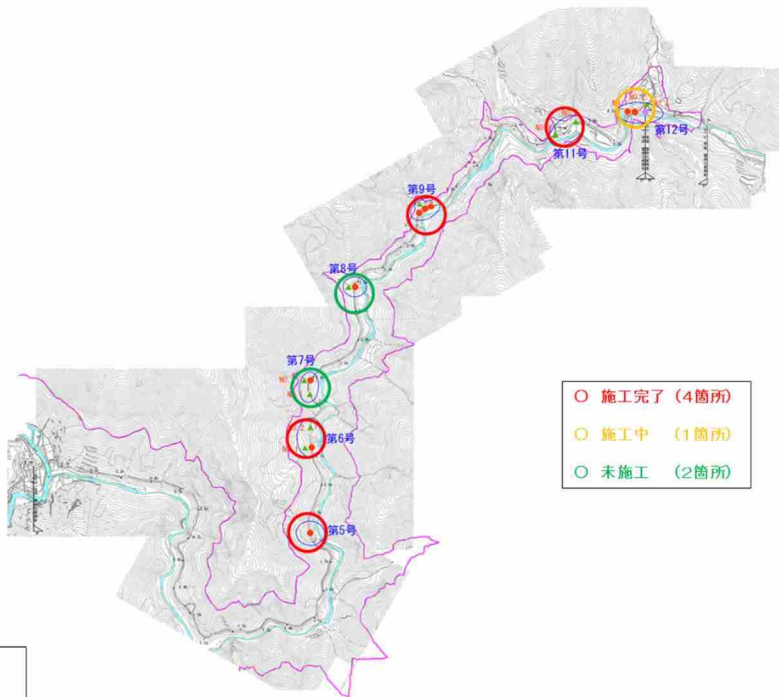 第12号
第11号
第9号
第8号
第7号
NO
第6号
第5号
○ 施工完了 (4箇所)
○ 施工中 (1箇所)
○ 未施工 (2箇所)